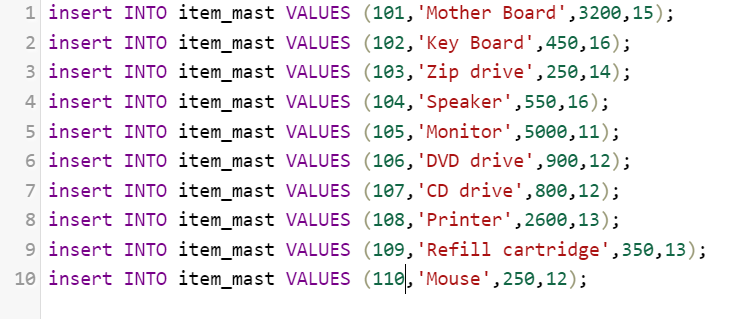 1 insert INTO item_mast VALUES (101,'Mother Board',3200,15);
2 insert INTO item_mast VALUES (102,'Key Board',450,16);
3 insert INTO item_mast VALUES (103,'Zip drive',250,14);
4 insert INTO item_mast VALUES (104,'Speaker',550,16);
5 insert INTO item_mast VALUES (105,'Monitor',5000,11);
6 insert INTO item_mast VALUES (106,'DVD drive',900,12);
7 insert INTO item_mast VALUES (107,'CD drive',800,12);
8 insert INTO item_mast VALUES (108,'Printer',2600,13);
9 insert INTO item_mast VALUES (109,'Refill cartridge',350,13);
10 insert INTO item_mast VALUES (110,'Mouse',250,12);